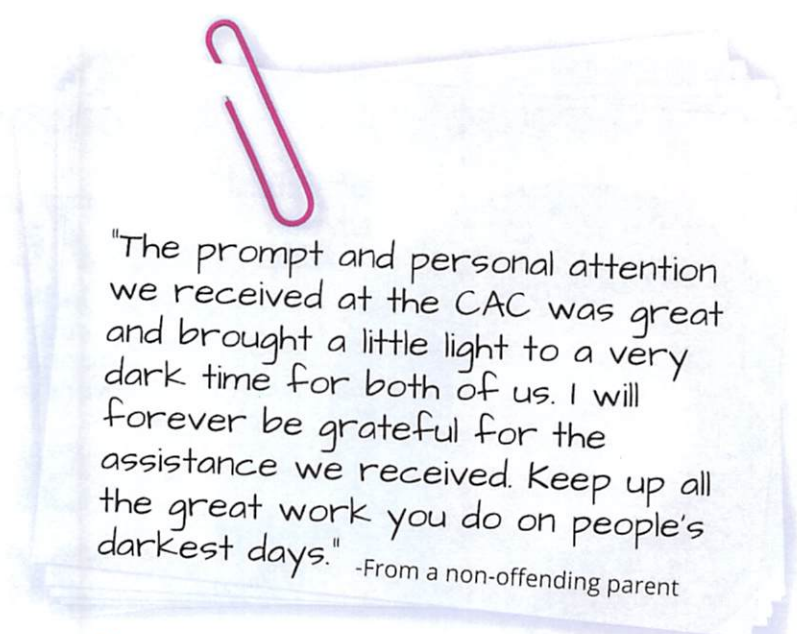 "The prompt and personal attention
we received at the CAC was great
and brought a little light to a very
dark time for both of us. I will
forever be grateful for the
assistance we received. Keep up all
the great work you do on people's
darkest days."
-From a non-offending parent